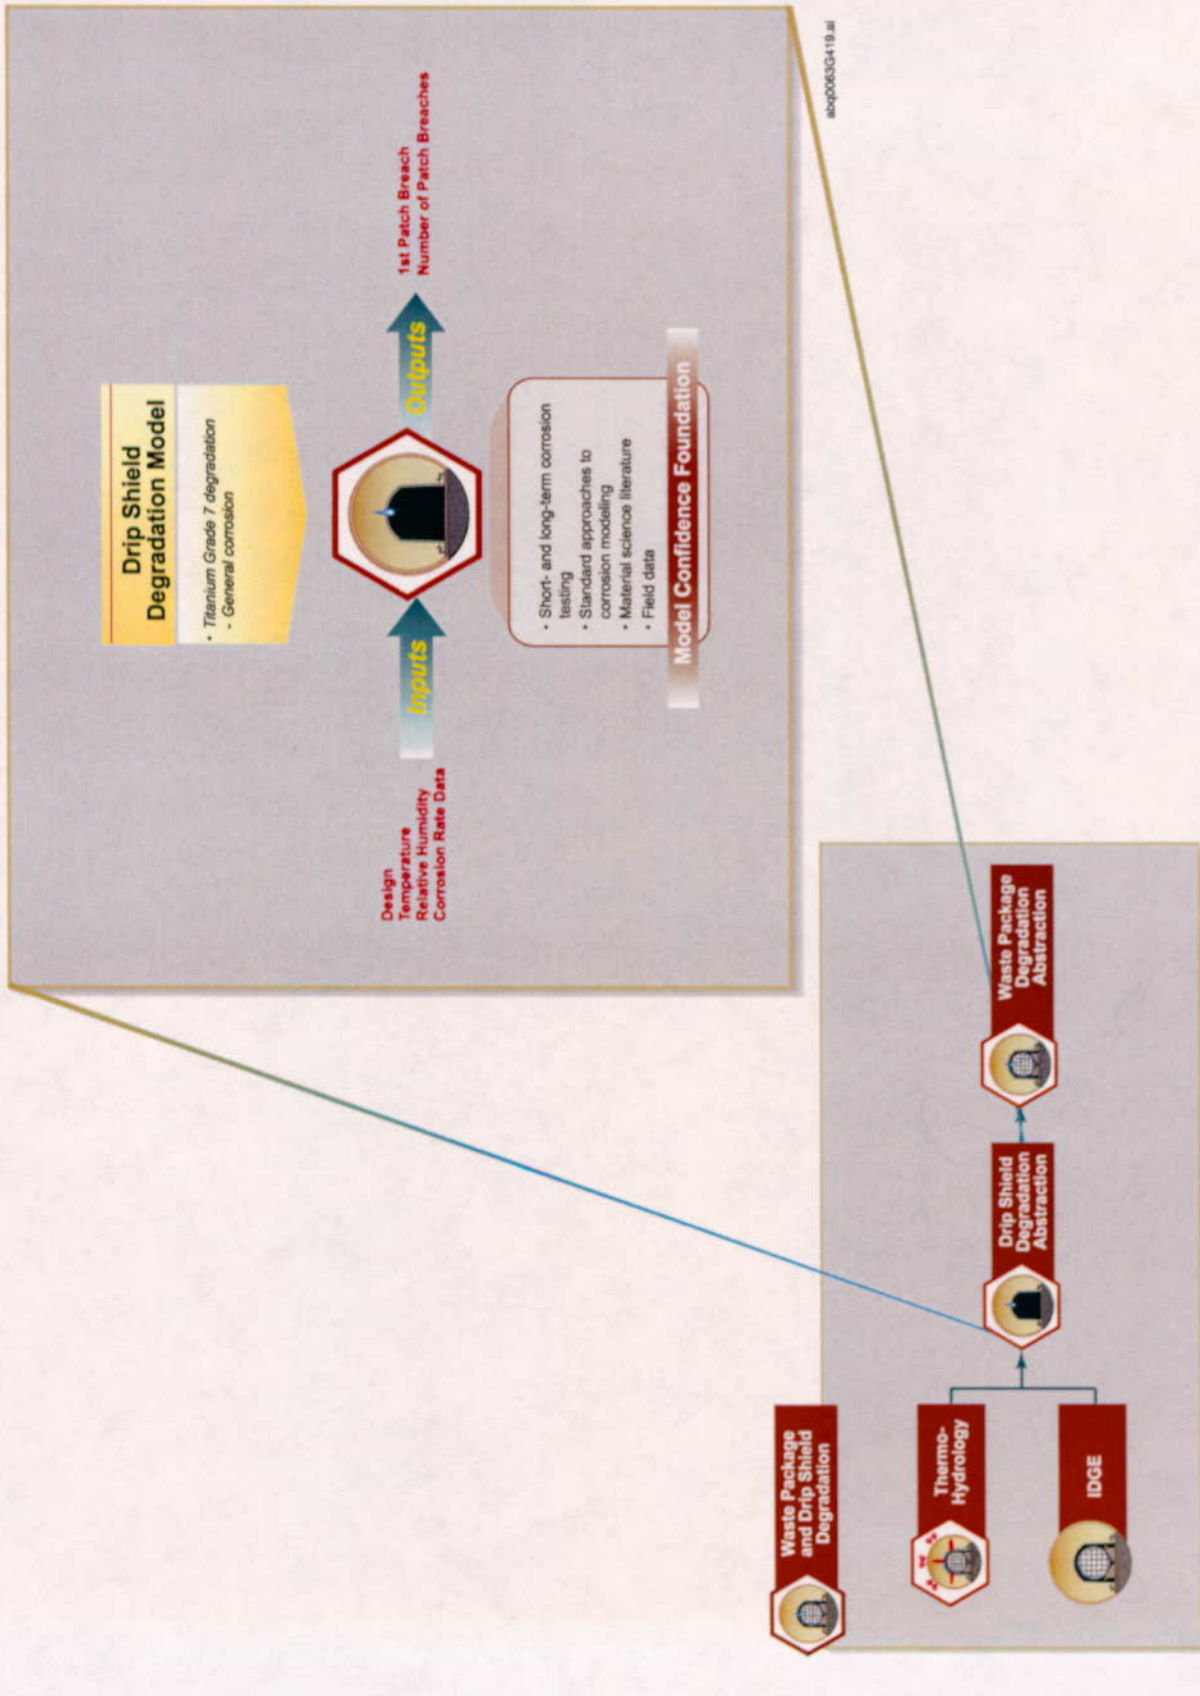 Drip Shield
Degradation Model
• Titanium Grade 7 degradation
- General corrosion
Design
Temperature
Relative Humidity
Corrosion Rate Data
Inputs
Outputs
1st Patch Breach
Number of Patch Breaches
• Short- and long-term corrosion
testing
• Standard approaches to
corrosion modeling
• Material science literature
• Field data
Model Confidence Foundation
abq0063G419.ai
Waste Package
and Drip Shield
Degradation
Thermo-
Hydrology
IDGE
Drip Shield
Degradation
Abstraction
Waste Package
Degradation
Abstraction